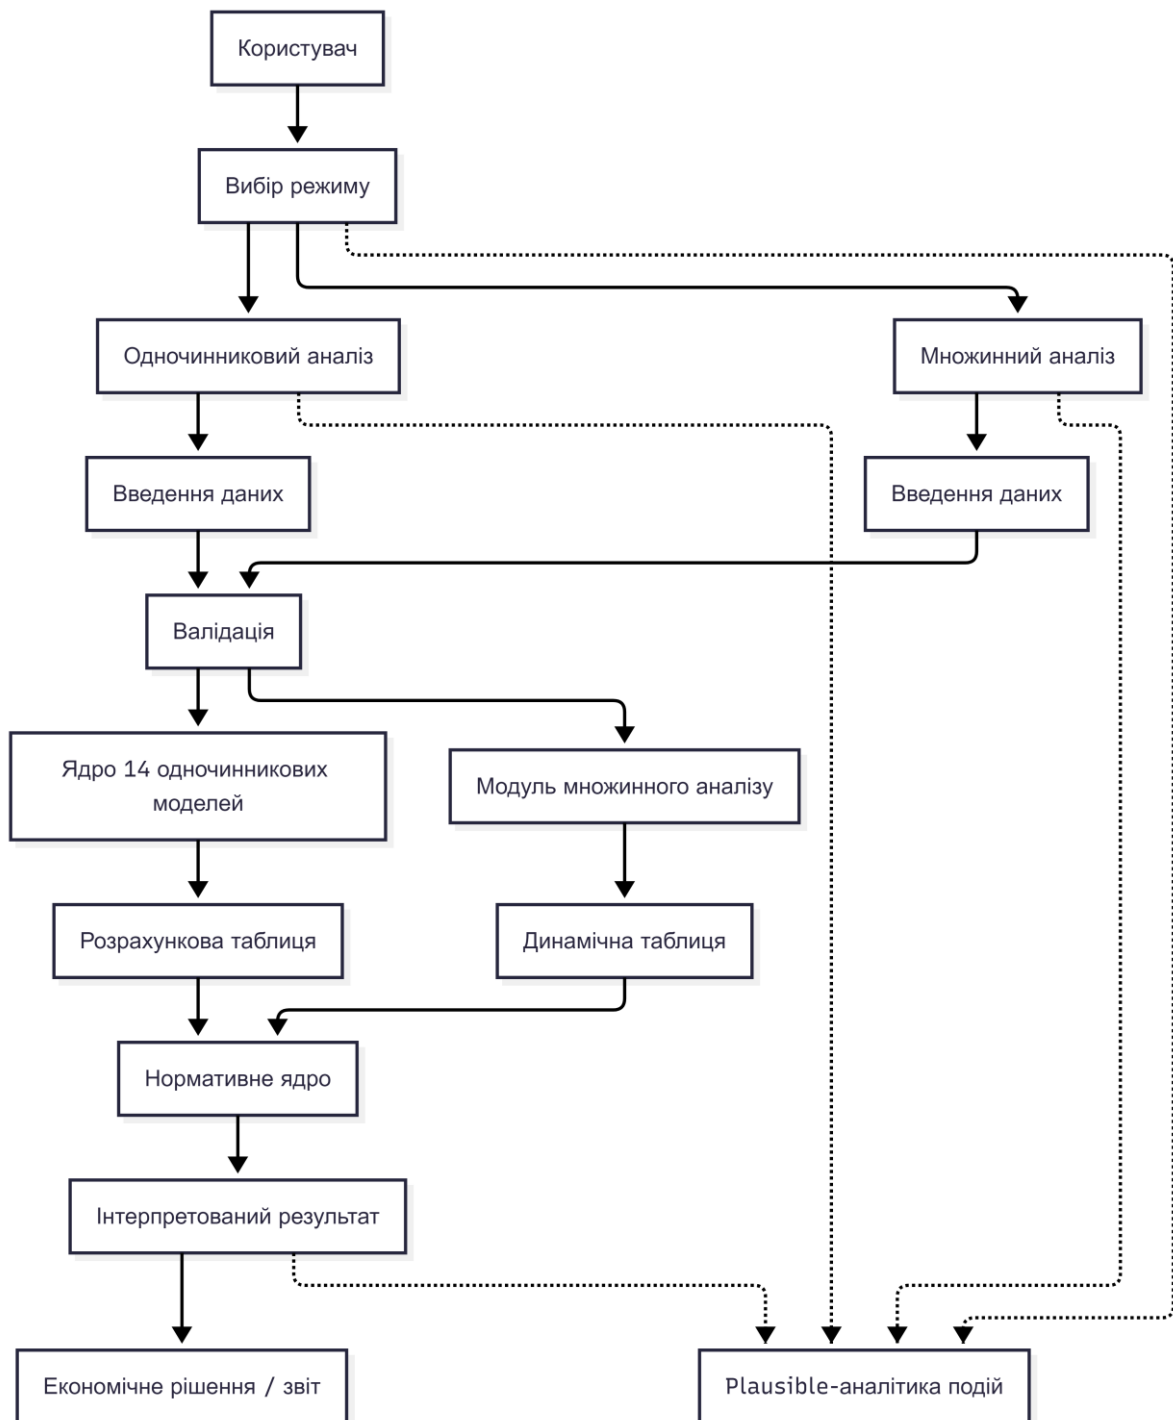 Користувач
Вибір режиму
Одночинниковий аналіз
Множинний аналіз
Введення даних
Введення даних
Валідація
Ядро 14 одночинникових
моделей
Модуль множинного аналізу
Розрахункова таблиця
Динамічна таблиця
Нормативне ядро
Інтерпретований результат
Економічне рішення / звіт
Plausible-аналітика подій